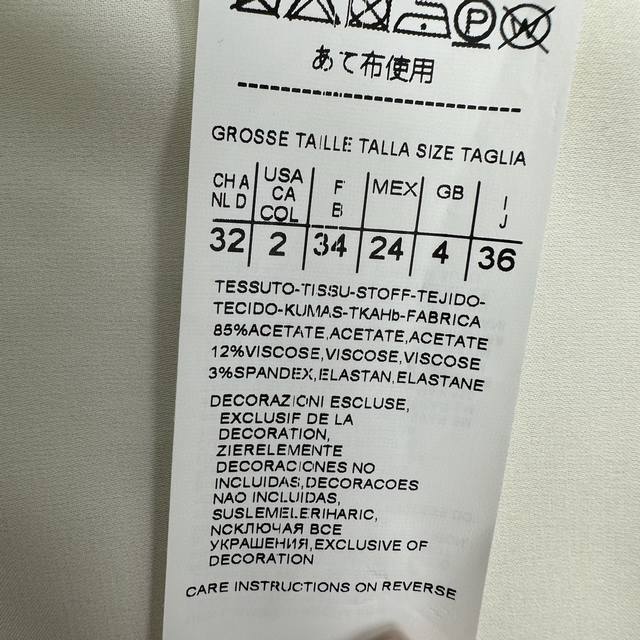 あて布使用
GROSSE TAILLE TALLA SIZE TAGLIA
CH A NL D USA CA COL F B MEX GB I J
32 2 34 24 4 36
TESSUTO-TISSU-STOFF-TEJIDO-
TECIDO-KUMAS-TKAHb-FABRICA
85%ACETATE,ACETATE,ACETATE
12%VISCOSE,VISCOSE,VISCOSE
3%SPANDEX,ELASTAN,ELASTANE
DECORAZIONI ESCLUSE,
EXCLUSIF DE LA
DECORATION,
ZIERELEMENTE
DECORACIONES NO
INCLUIDAS,DECORACOES
NAO INCLUIDAS,
SUSLEMELERIHARIC,
NСКЛЮЧАЯ ВСЕ
УКРАШЕНИЯ,EXCLUSIVE OF
DECORATION
CARE INSTRUCTIONS ON REVERSE